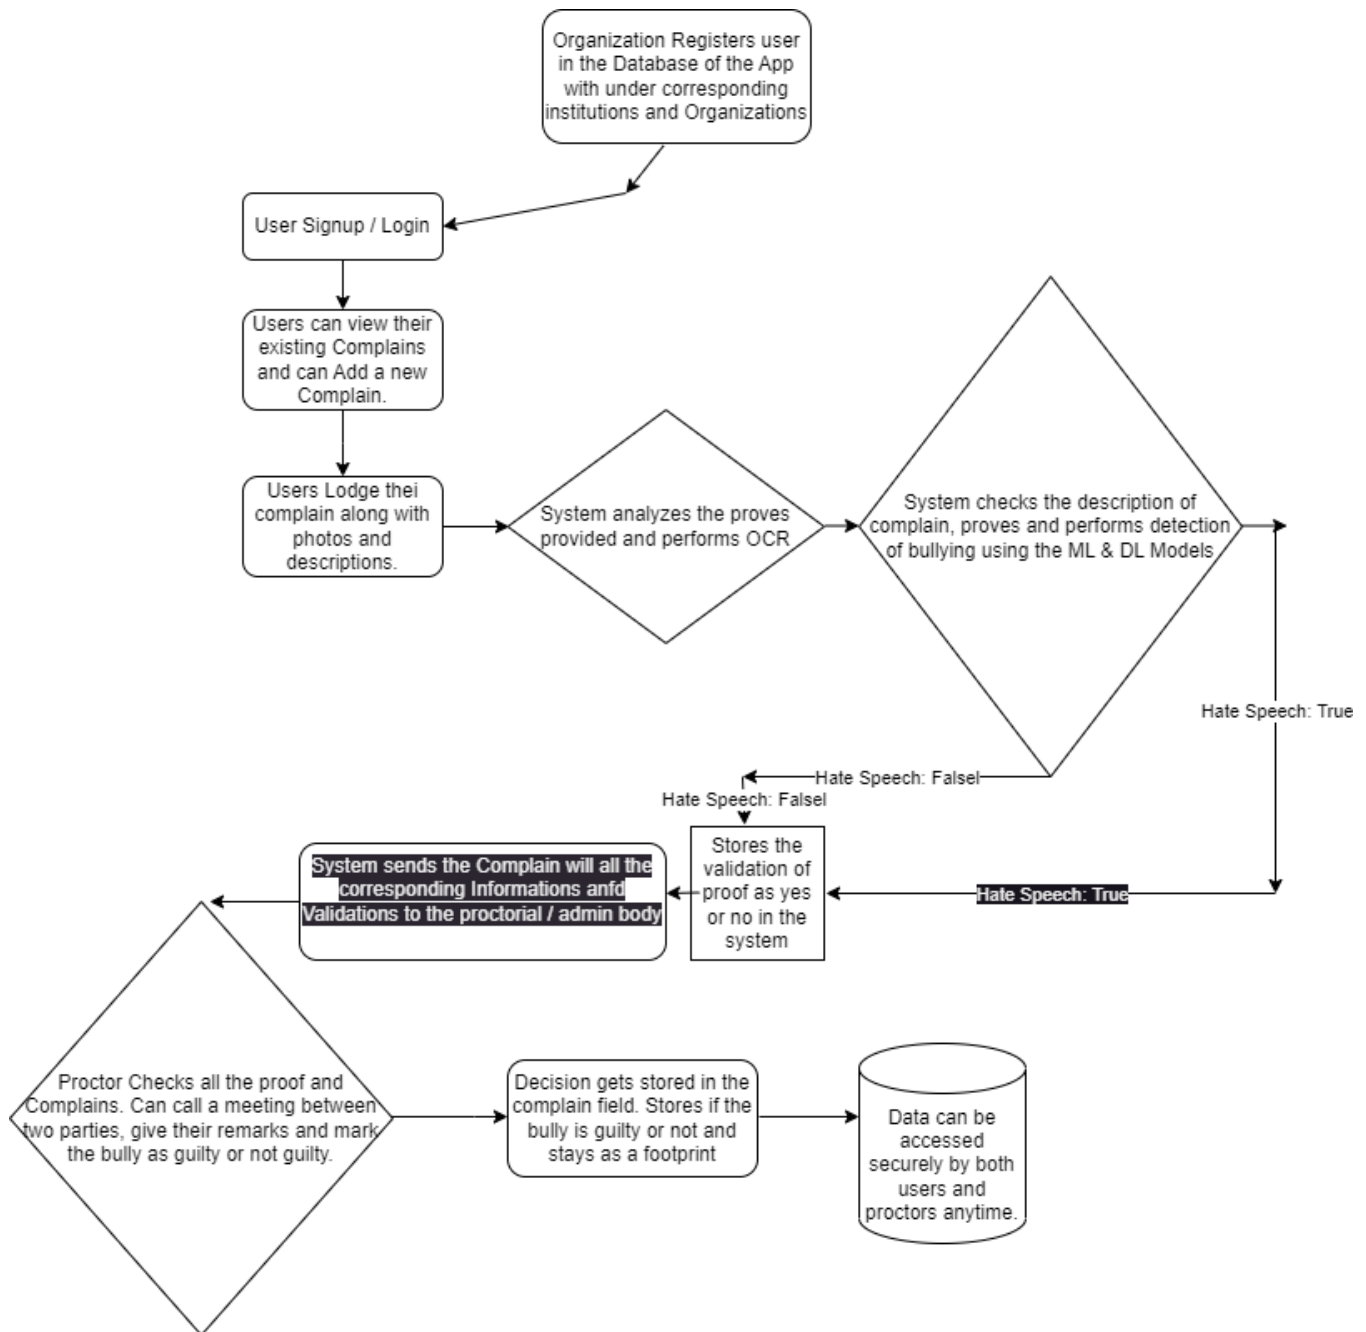 Organization Registers user
in the Database of the App
with under corresponding
institutions and Organizations
User Signup / Login
Users can view their
existing Complains
and can Add a new
Complain.
Users Lodge thei
complain along with
photos and
descriptions.
System analyzes the proves
provided and performs OCR
System checks the description of
complain, proves and performs detection
of bullying using the ML & DL Models
Hate Speech: True
Hate Speech: Falsel
Hate Speech: Falsel
Stores the
validation of
proof as yes
or no in the
system
Hate Speech: True
System sends the Complain will all the
corresponding Informations anfd
Validations to the proctorial / admin body
Proctor Checks all the proof and
Complains. Can call a meeting between
two parties, give their remarks and mark
the bully as guilty or not guilty.
Decision gets stored in the
complain field. Stores if the
bully is guilty or not and
stays as a footprint
Data can be
accessed
securely by both
users and
proctors anytime.